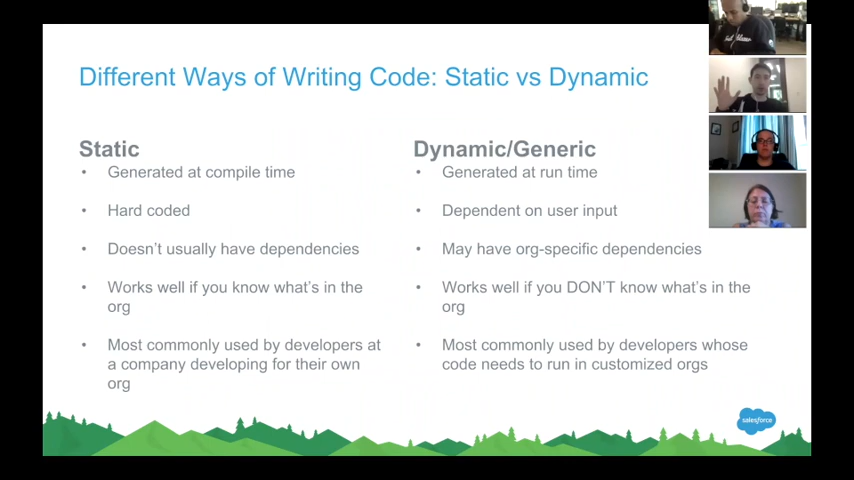 Different Ways of Writing Code: Static vs Dynamic
Static
• Generated at compile time
• Hard coded
• Doesn't usually have dependencies
• Works well if you know what's in the
org
• Most commonly used by developers at
a company developing for their own
org
Dynamic/Generic
• Generated at run time
• Dependent on user input
• May have org-specific dependencies
• Works well if you DON'T know what's in the
org
• Most commonly used by developers whose
code needs to run in customized orgs
salesforce